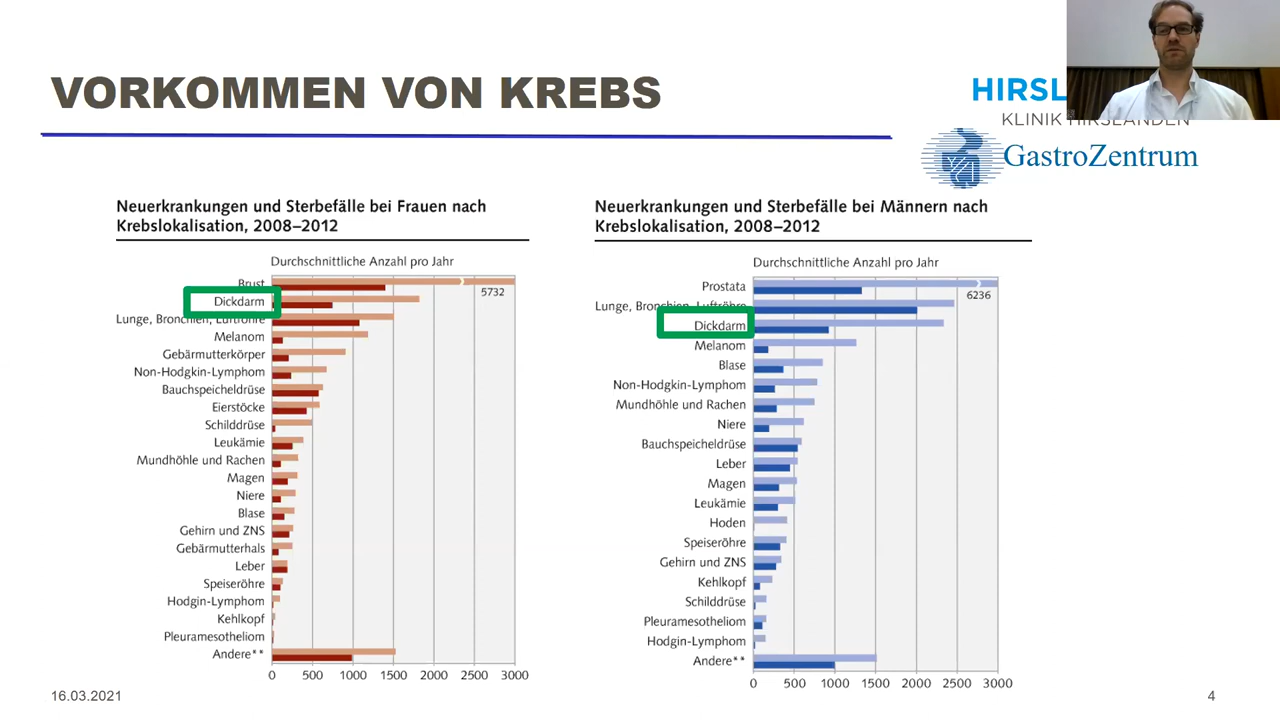 VORKOMMEN VON KREBS
HIRSL
KLINIK HIRSLANDEN
GastroZentrum
Neuerkrankungen und Sterbefälle bei Frauen nach
Krebslokalisation, 2008–2012
Durchschnittliche Anzahl pro Jahr
Brust
5732
Dickdarm
Lunge, Bronchien, Luftröhre
Melanom
Gebärmutterkörper
Non-Hodgkin-Lymphom
Bauchspeicheldrüse
Eierstöcke
Schilddrüse
Leukämie
Mundhöhle und Rachen
Magen
Niere
Blase
Gehirn und ZNS
Gebärmutterhals
Leber
Speiseröhre
Hodgin-Lymphom
Kehlkopf
Pleuramesotheliom
Andere**
0 500 1000 1500 2000 2500 3000
Neuerkrankungen und Sterbefälle bei Männern nach
Krebslokalisation, 2008–2012
Durchschnittliche Anzahl pro Jahr
Prostata
6236
Lunge, Bronchien, Luftröhre
Dickdarm
Melanom
Blase
Non-Hodgkin-Lymphom
Mundhöhle und Rachen
Niere
Bauchspeicheldrüse
Leber
Magen
Leukämie
Hoden
Speiseröhre
Gehirn und ZNS
Kehlkopf
Schilddrüse
Pleuramesotheliom
Hodgin-Lymphom
Andere**
0 500 1000 1500 2000 2500 3000
16.03.2021
4